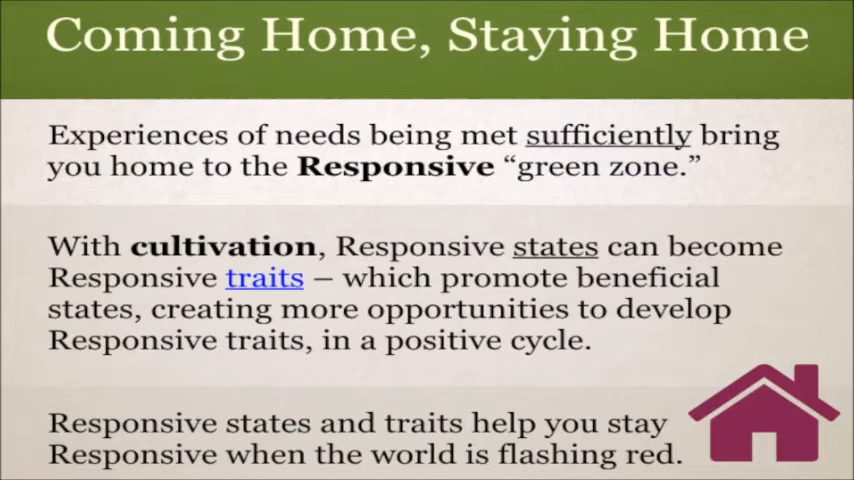 Coming Home, Staying Home
Experiences of needs being met sufficiently bring
you home to the Responsive “green zone.”
With cultivation, Responsive states can become
Responsive traits – which promote beneficial
states, creating more opportunities to develop
Responsive traits, in a positive cycle.
Responsive states and traits help you stay
Responsive when the world is flashing red.